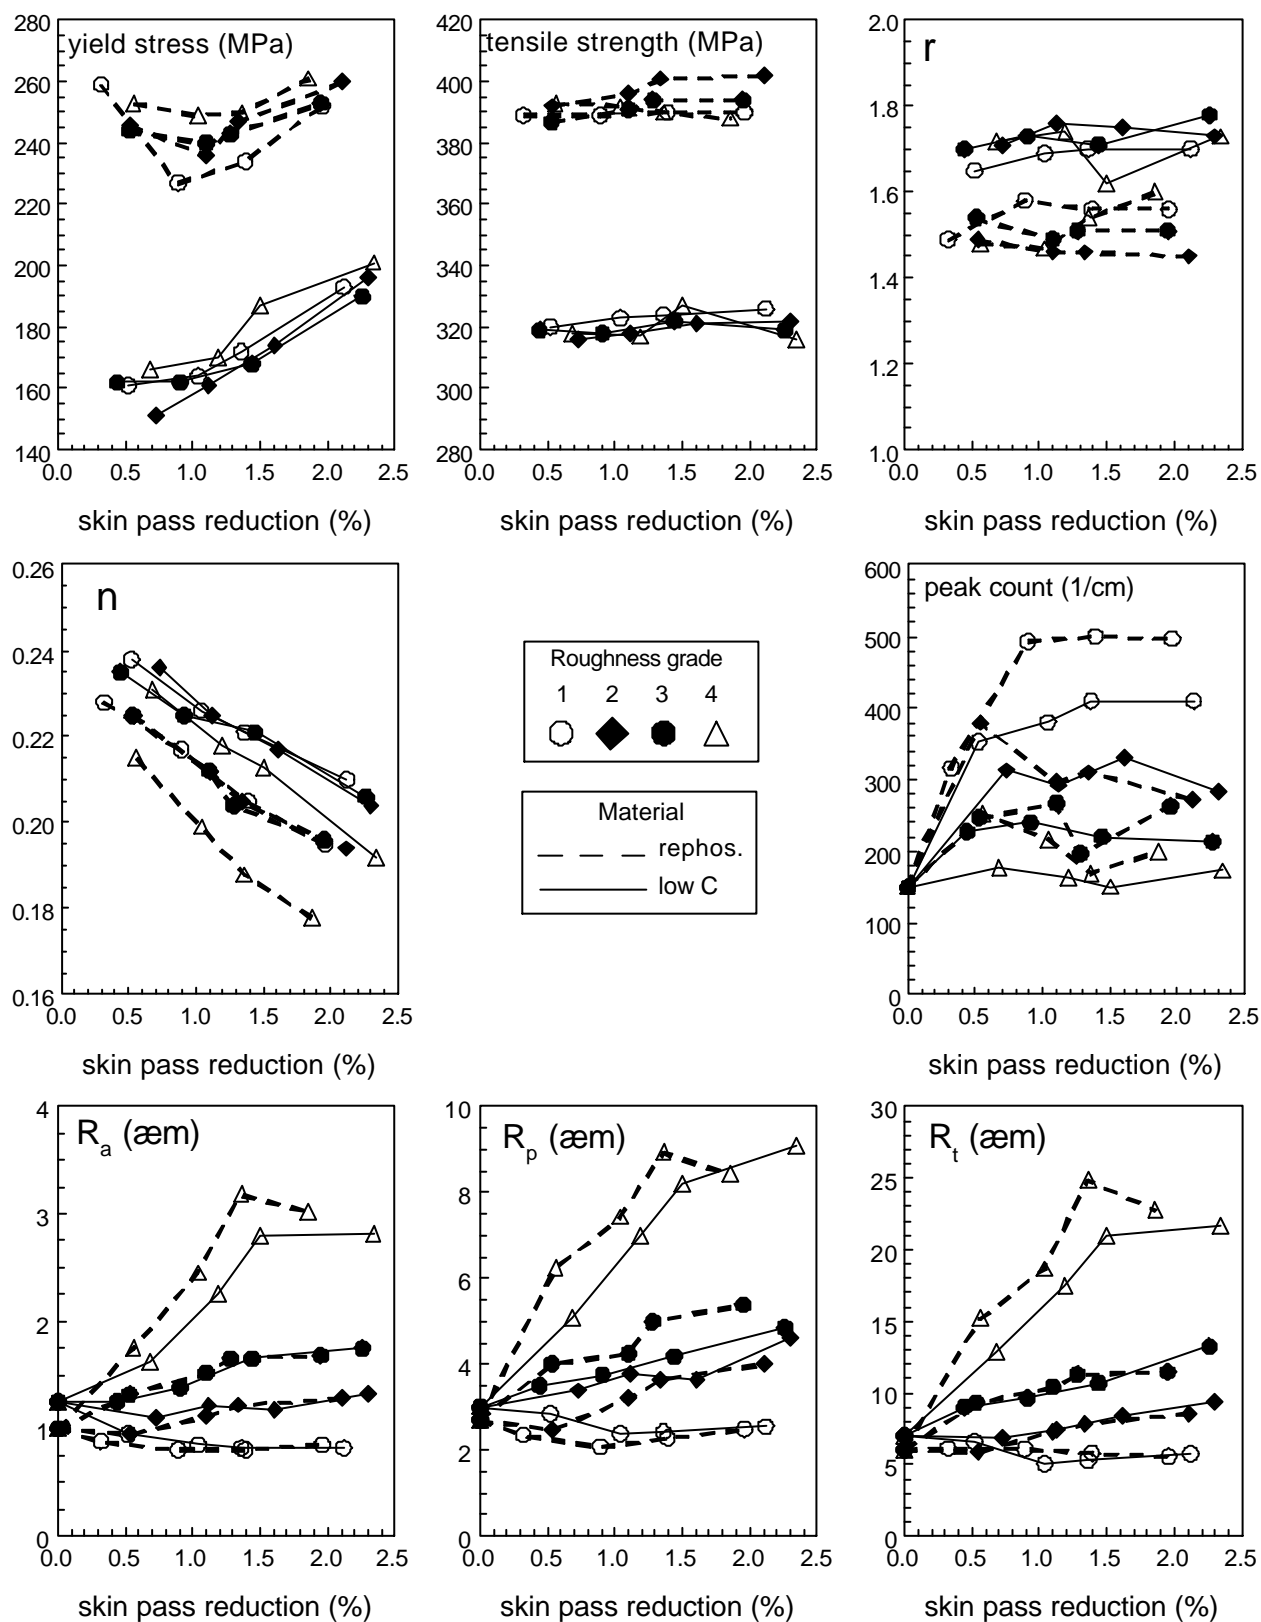 280
260
240
220
200
180
160
140
yield stress (MPa)
0.0 0.5 1.0 1.5 2.0 2.5
skin pass reduction (%)
420
400
380
360
340
320
300
280
tensile strength (MPa)
0.0 0.5 1.0 1.5 2.0 2.5
skin pass reduction (%)
2.0
1.8
1.6
1.4
1.2
1.0
r
0.0 0.5 1.0 1.5 2.0 2.5
skin pass reduction (%)
0.26
0.24
0.22
0.20
0.18
0.16
n
0.0 0.5 1.0 1.5 2.0 2.5
skin pass reduction (%)
Roughness grade
1 2 3 4
Material
rephos.
low C
600
500
400
300
200
100
0
peak count (1/cm)
0.0 0.5 1.0 1.5 2.0 2.5
skin pass reduction (%)
4
3
2
1
0
Ra (æm)
0.0 0.5 1.0 1.5 2.0 2.5
skin pass reduction (%)
10
8
6
4
2
0
Rp (æm)
0.0 0.5 1.0 1.5 2.0 2.5
skin pass reduction (%)
30
25
20
15
10
5
0
Rt (æm)
0.0 0.5 1.0 1.5 2.0 2.5
skin pass reduction (%)